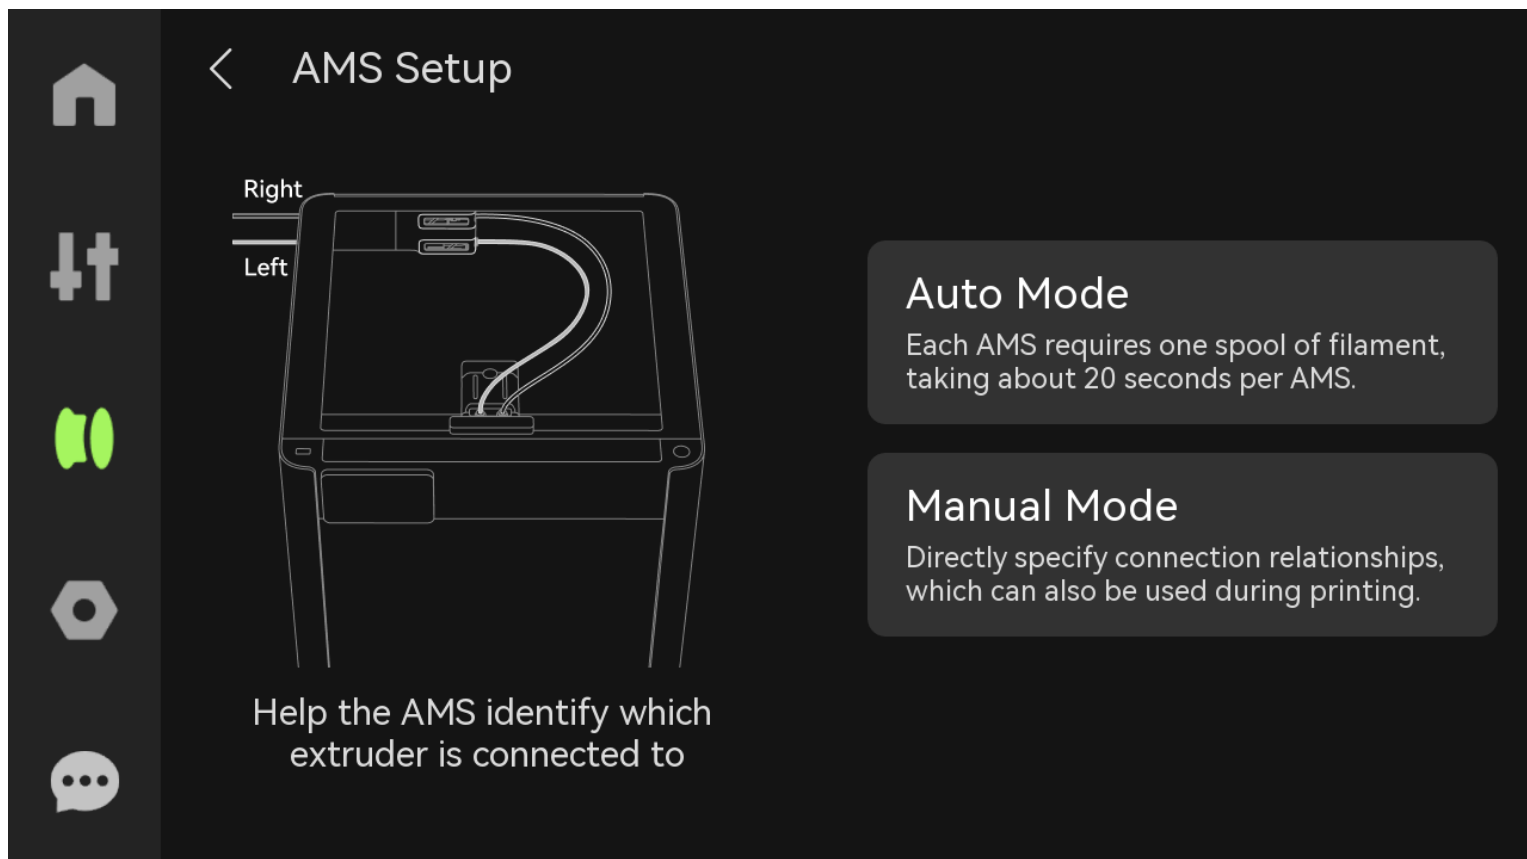 AMS Setup
Right
Left
Help the AMS identify which
extruder is connected to
Auto Mode
Each AMS requires one spool of filament,
taking about 20 seconds per AMS.
Manual Mode
Directly specify connection relationships,
which can also be used during printing.